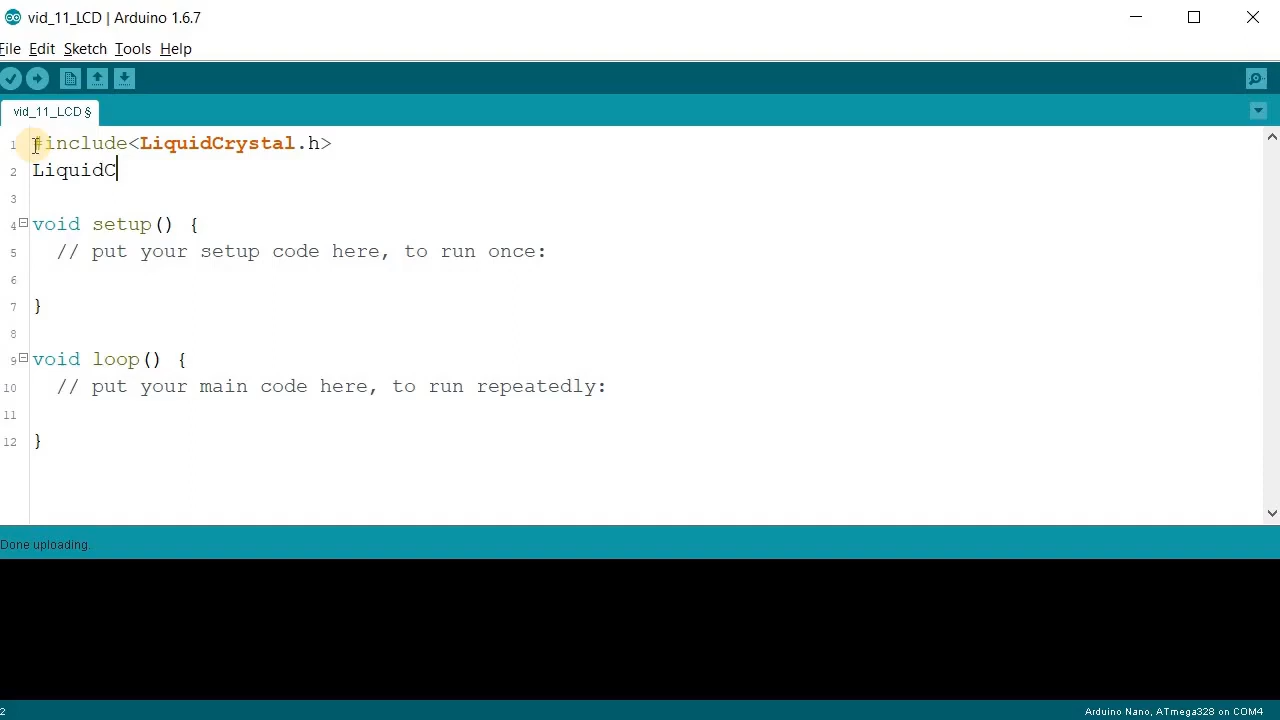 vid_11_LCD | Arduino 1.6.7
File Edit Sketch Tools Help
vid_11_LCD §
1 #include<LiquidCrystal.h>
2 LiquidC
3
4 void setup() {
5 // put your setup code here, to run once:
6
7 }
8
9 void loop() {
10 // put your main code here, to run repeatedly:
11
12 }
Done uploading.
2 Arduino Nano, ATmega328 on COM4